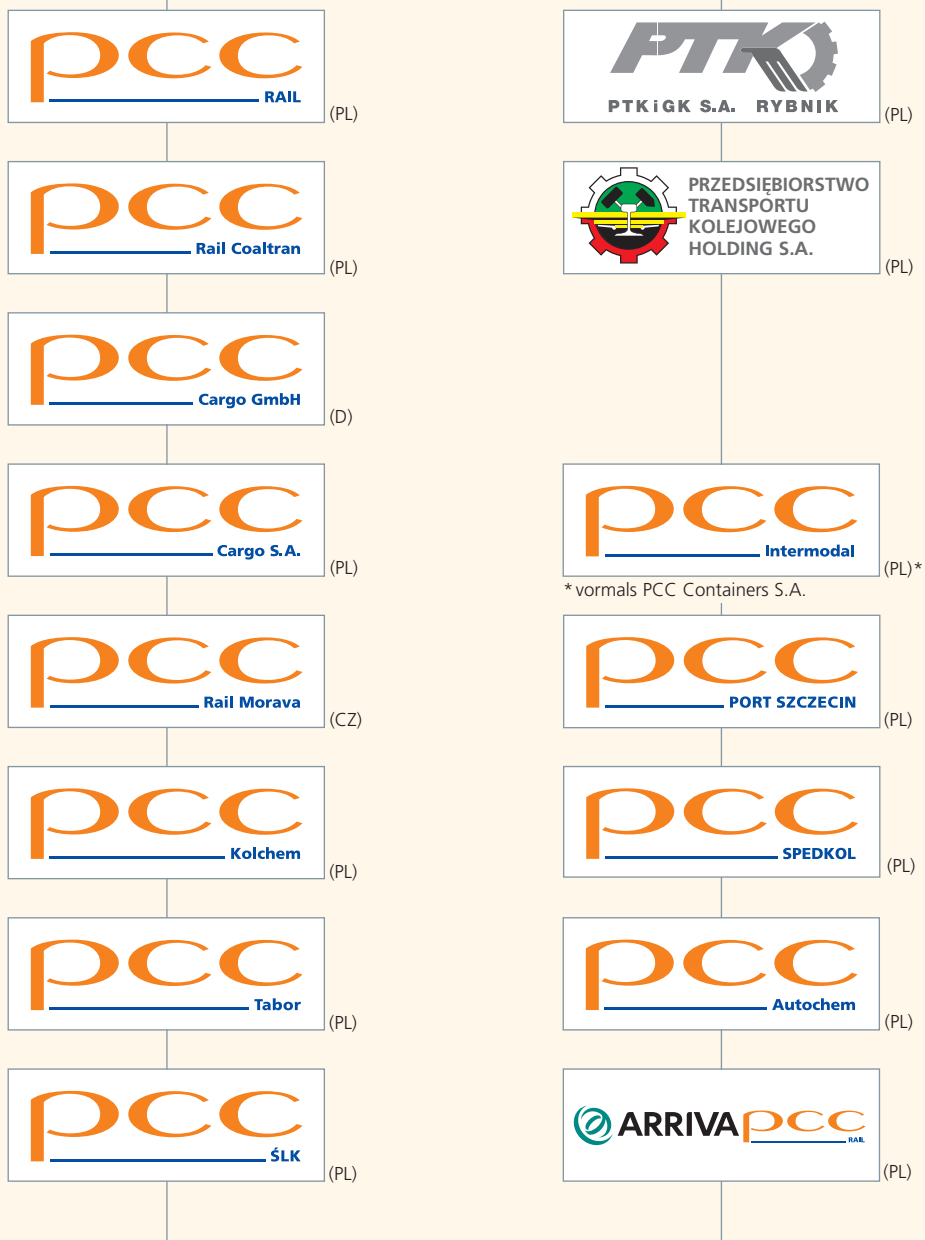 pcc
RAIL
(PL)
pcc
Rail Coaltran
(PL)
pcc
Cargo GmbH
(D)
pcc
Cargo S.A.
(PL)
pcc
Rail Morava
(CZ)
pcc
Kolchem
(PL)
pcc
Tabor
(PL)
pcc
ŚLK
(PL)
PTK
PTKiGK S.A. RYBNIK
(PL)
PRZEDSIĘBIORSTWO
TRANSPORTU
KOLEJOWEGO
HOLDING S.A.
(PL)
pcc
Intermodal
(PL)*
* vormals PCC Containers S.A.
pcc
PORT SZCZECIN
(PL)
pcc
SPEDKOL
(PL)
pcc
Autochem
(PL)
ARRIVA pcc
RAIL
(PL)